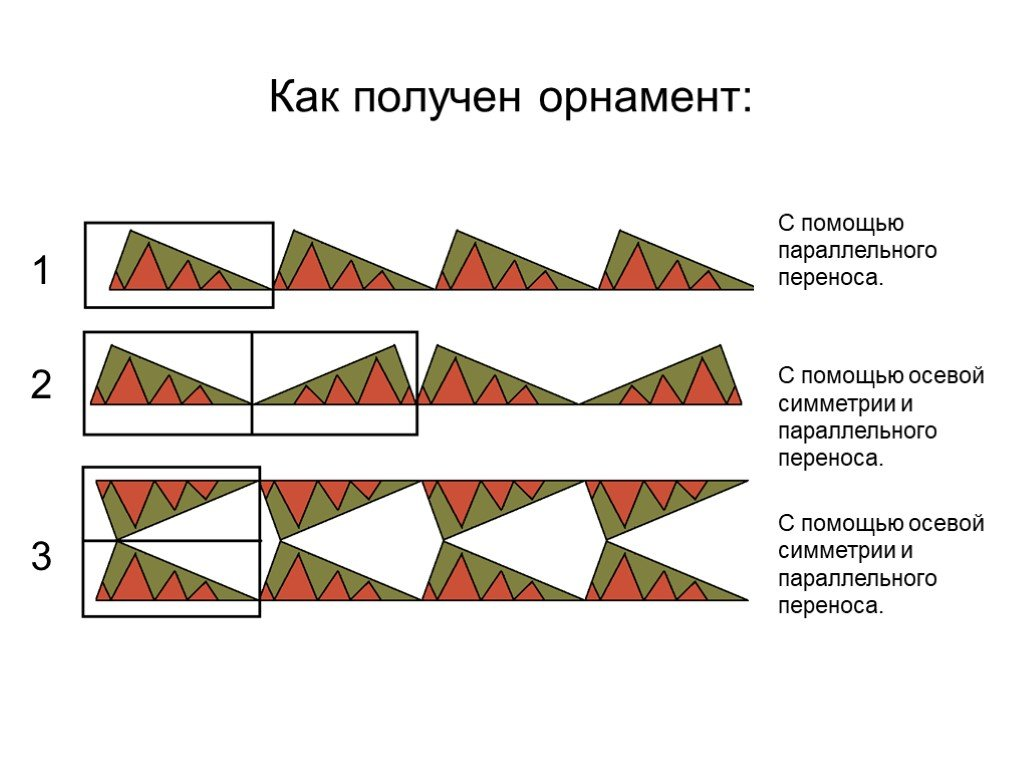 Как получен орнамент:
1
С помощью
параллельного
переноса.
2
С помощью осевой
симметрии и
параллельного
переноса.
3
С помощью осевой
симметрии и
параллельного
переноса.